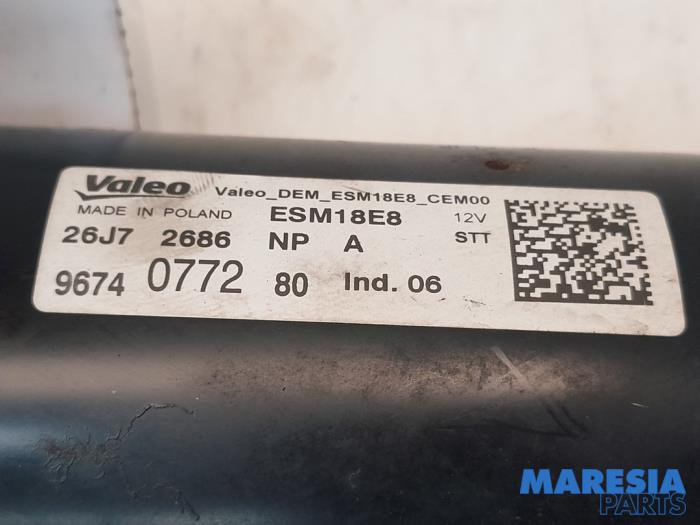 Valeo Valeo_DEM_ESM18E8_CEM00
MADE IN POLAND ESM18E8 12V
26J7 2686 NP A STT
9674 0772 80 Ind. 06
MARESIA
PARTS